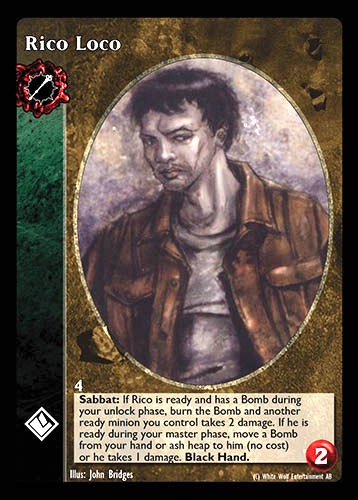 Rico Loco
4
Sabbat: If Rico is ready and has a Bomb during
your unlock phase, burn the Bomb and another
ready minion you control takes 2 damage. If he is
ready during your master phase, move a Bomb
from your hand or ash heap to him (no cost)
or he takes 1 damage. Black Hand.
2
Illus: John Bridges
(C) White Wolf Entertainment AB